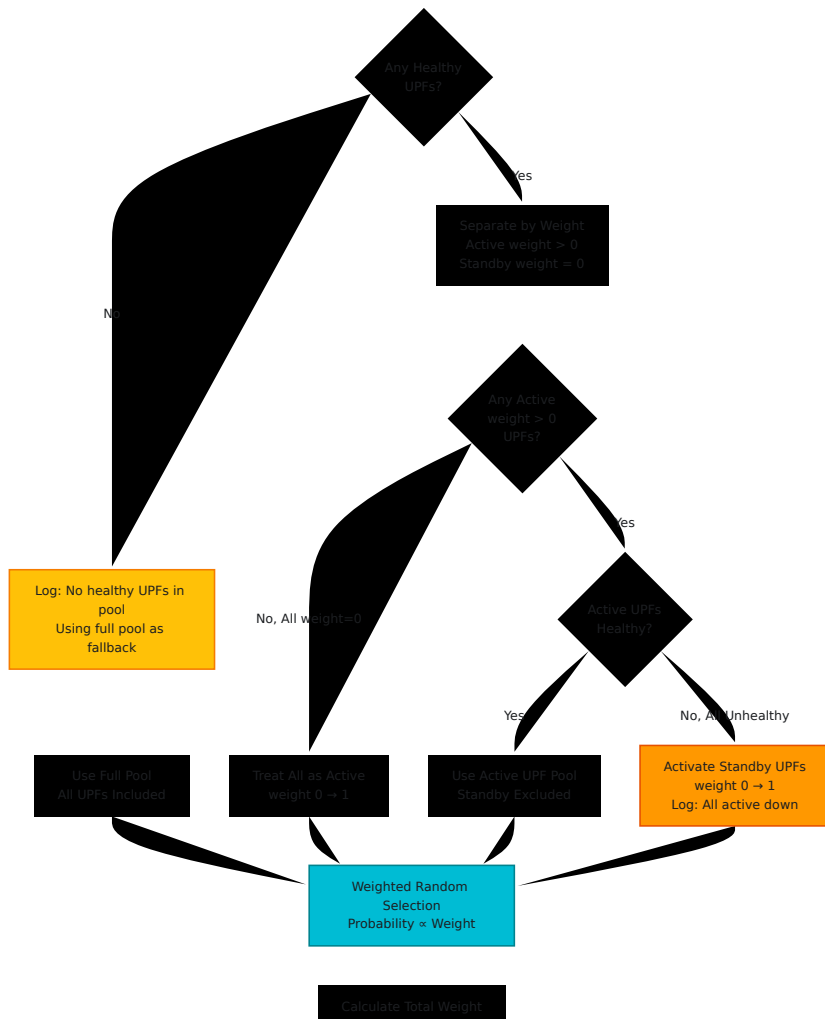 Any Healthy
UPFs?
Yes
Separate by Weight
Active weight > 0
Standby weight = 0
No
Any Active
weight > 0
UPFs?
Yes
Log: No healthy UPFs in
pool
Using full pool as
fallback
No, All weight=0
Active UPFs
Healthy?
Yes
No, All Unhealthy
Use Full Pool
All UPFs Included
Treat All as Active
weight 0 → 1
Use Active UPF Pool
Standby Excluded
Activate Standby UPFs
weight 0 → 1
Log: All active down
Weighted Random
Selection
Probability ∝ Weight
Calculate Total Weight